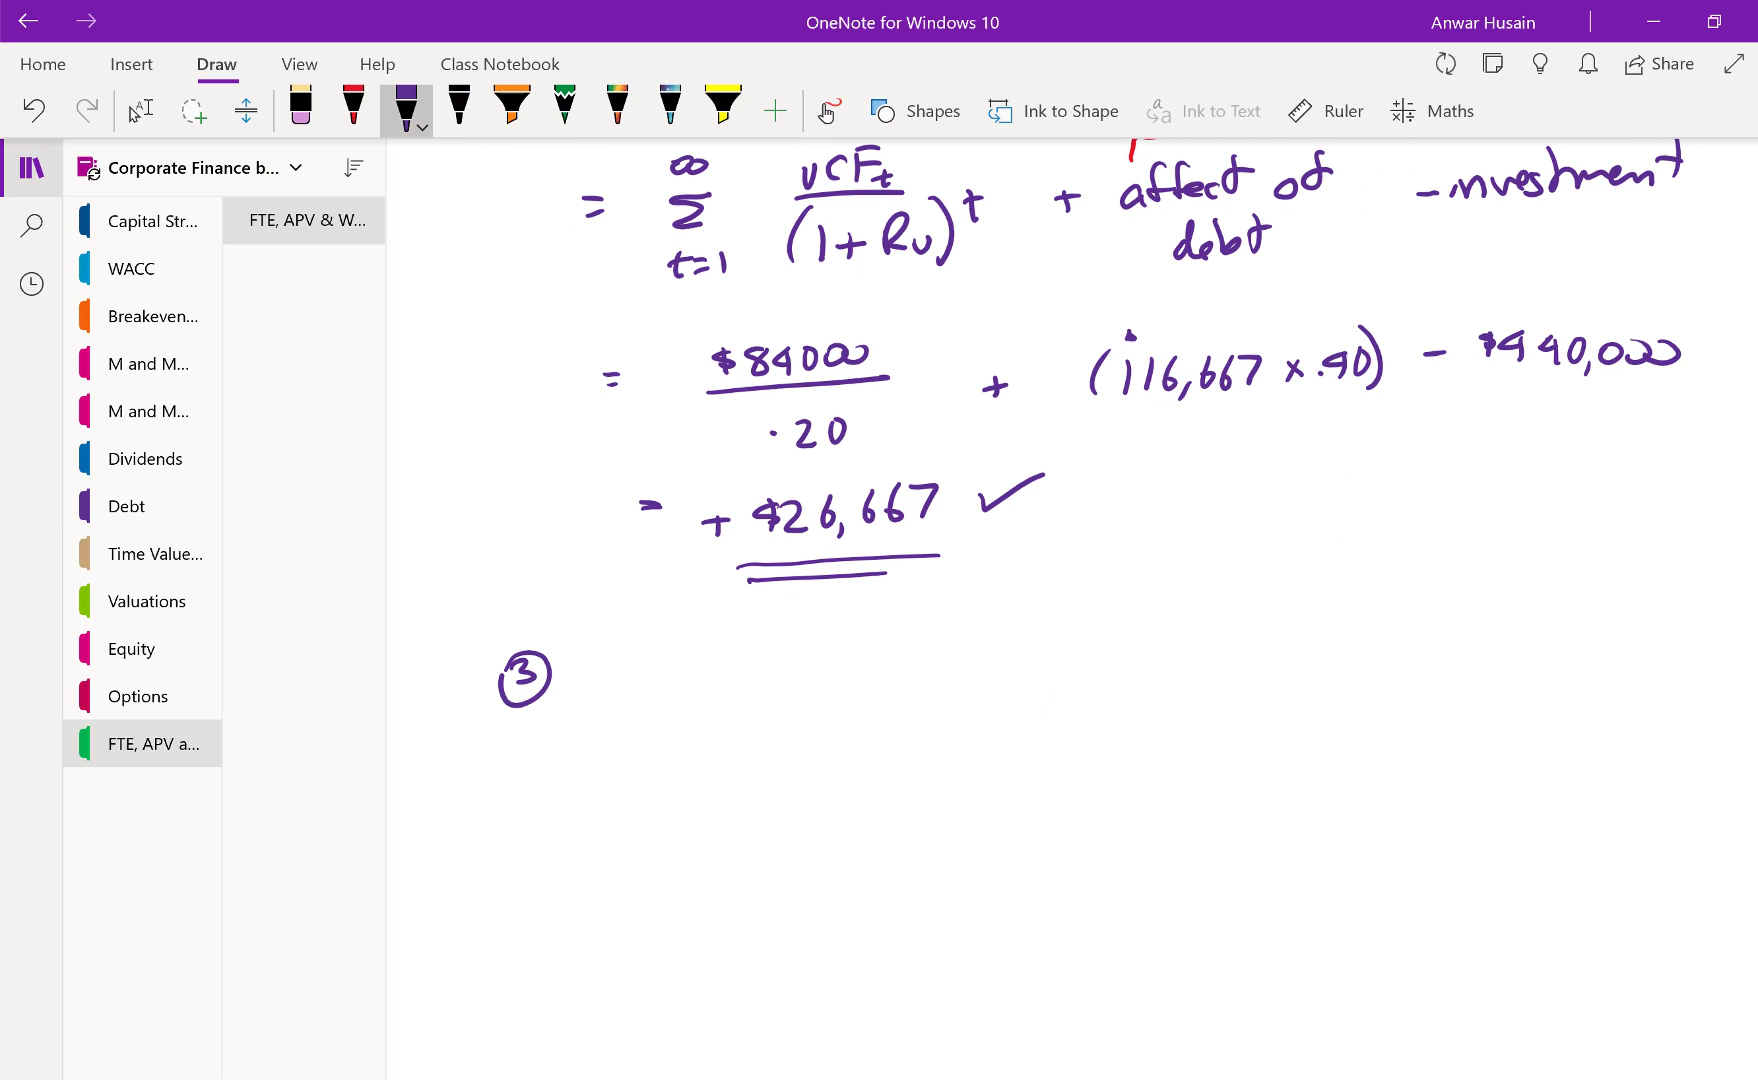 OneNote for Windows 10
Anwar Husain
Home Insert Draw View Help Class Notebook
Share
Shapes Ink to Shape Ink to Text Ruler Maths
Corporate Finance b...
Capital Str...
WACC
Breakeven...
M and M...
M and M...
Dividends
Debt
Time Value...
Valuations
Equity
Options
FTE, APV a...
FTE, APV & W...
= ∞ Σ t=1 UCFt / (1+RU)^t + affect of debt - investment
= $84000 / .20 + (116,667 x .40) - $440,000
= + $26,667 ✓
3